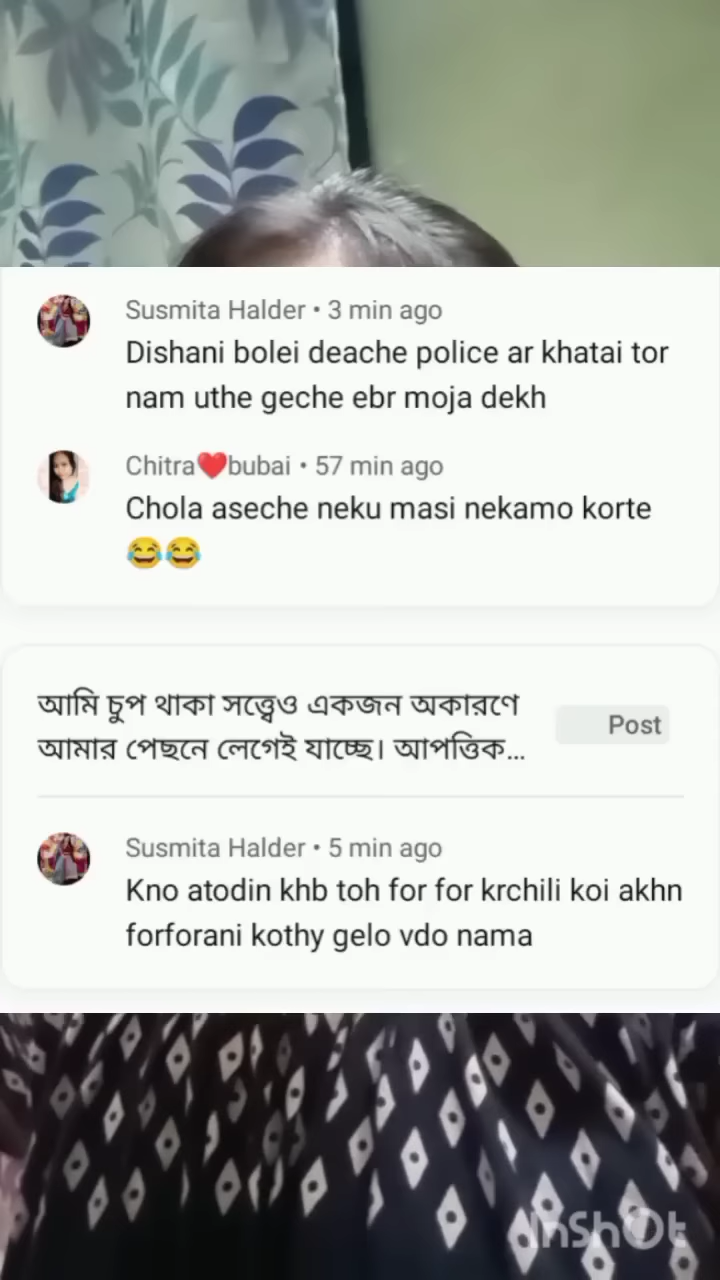 Susmita Halder • 3 min ago
Dishani bolei deache police ar khatai tor
nam uthe geche ebr moja dekh
Chitra❤️bubai • 57 min ago
Chola aseche neku masi nekamo korte
😂😂
আমি চুপ থাকা সত্ত্বেও একজন অকারণে
আমার পেছনে লেগেই যাচ্ছে। আপত্তিক...
Post
Susmita Halder • 5 min ago
Kno atodin khb toh for for krchili koi akhn
forforani kothy gelo vdo nama
InShOt